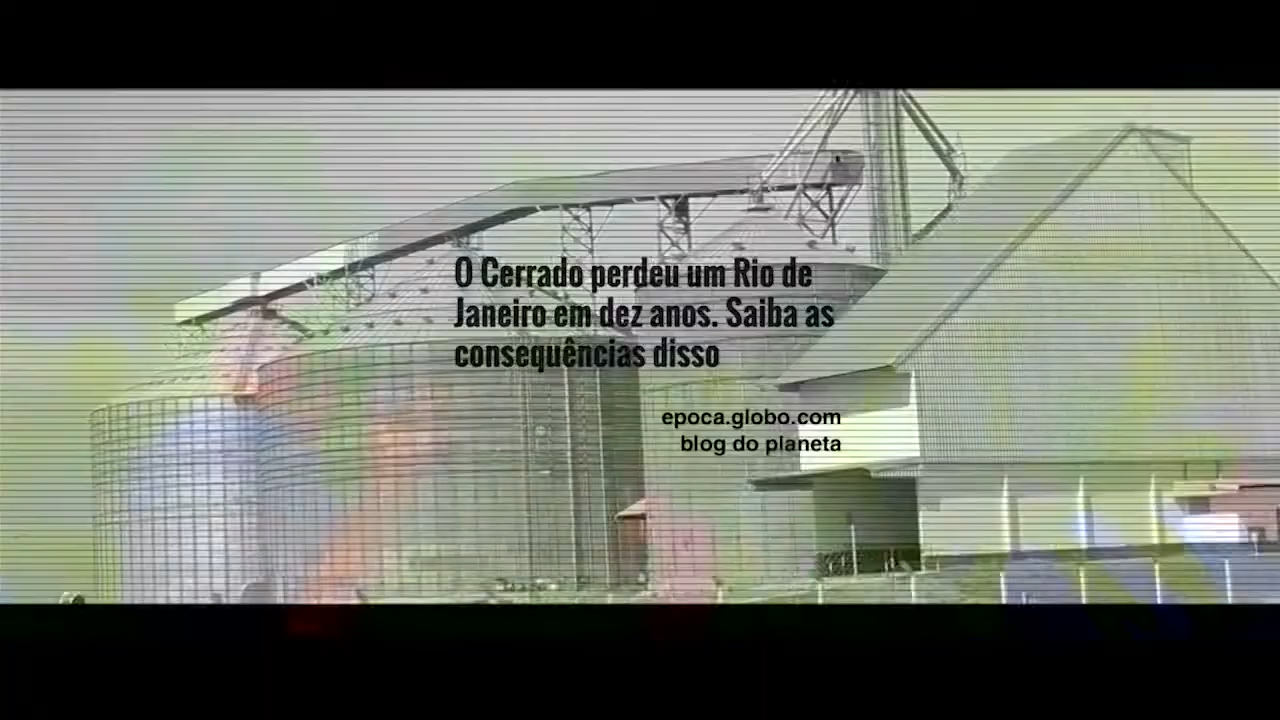 O Cerrado perdeu um Rio de
Janeiro em dez anos. Saiba as
consequências disso
epoca.globo.com
blog do planeta